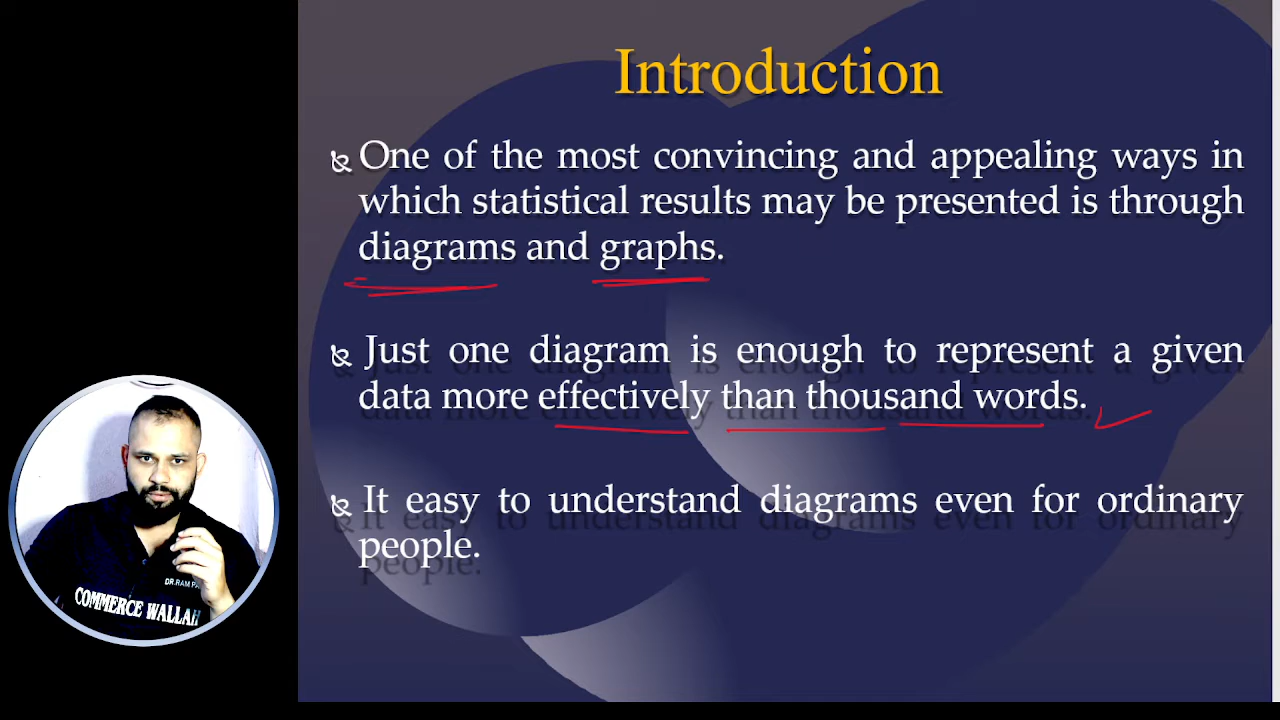 Introduction
One of the most convincing and appealing ways in
which statistical results may be presented is through
diagrams and graphs.
Just one diagram is enough to represent a given
data more effectively than thousand words.
It easy to understand diagrams even for ordinary
people.
DR.RAM
COMMERCE WALLAH